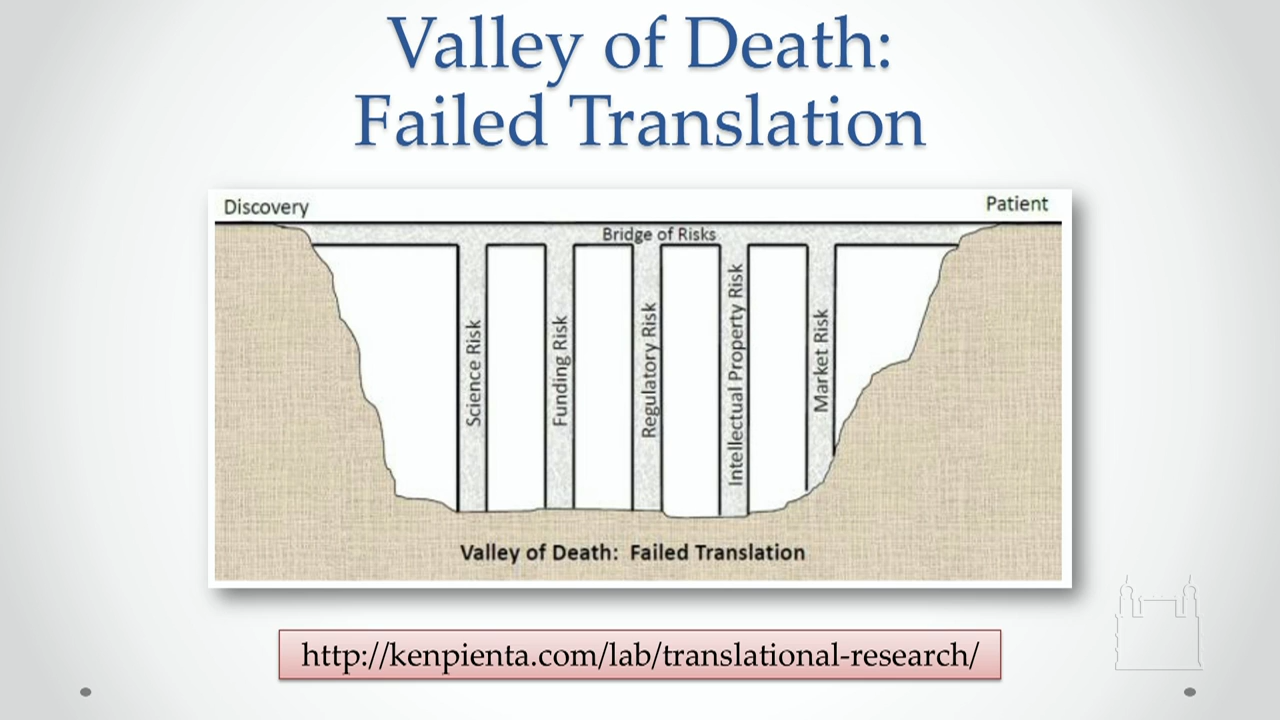 Valley of Death:
Failed Translation
Discovery
Patient
Bridge of Risks
Science Risk
Funding Risk
Regulatory Risk
Intellectual Property Risk
Market Risk
Valley of Death: Failed Translation
http://kenpienta.com/lab/translational-research/